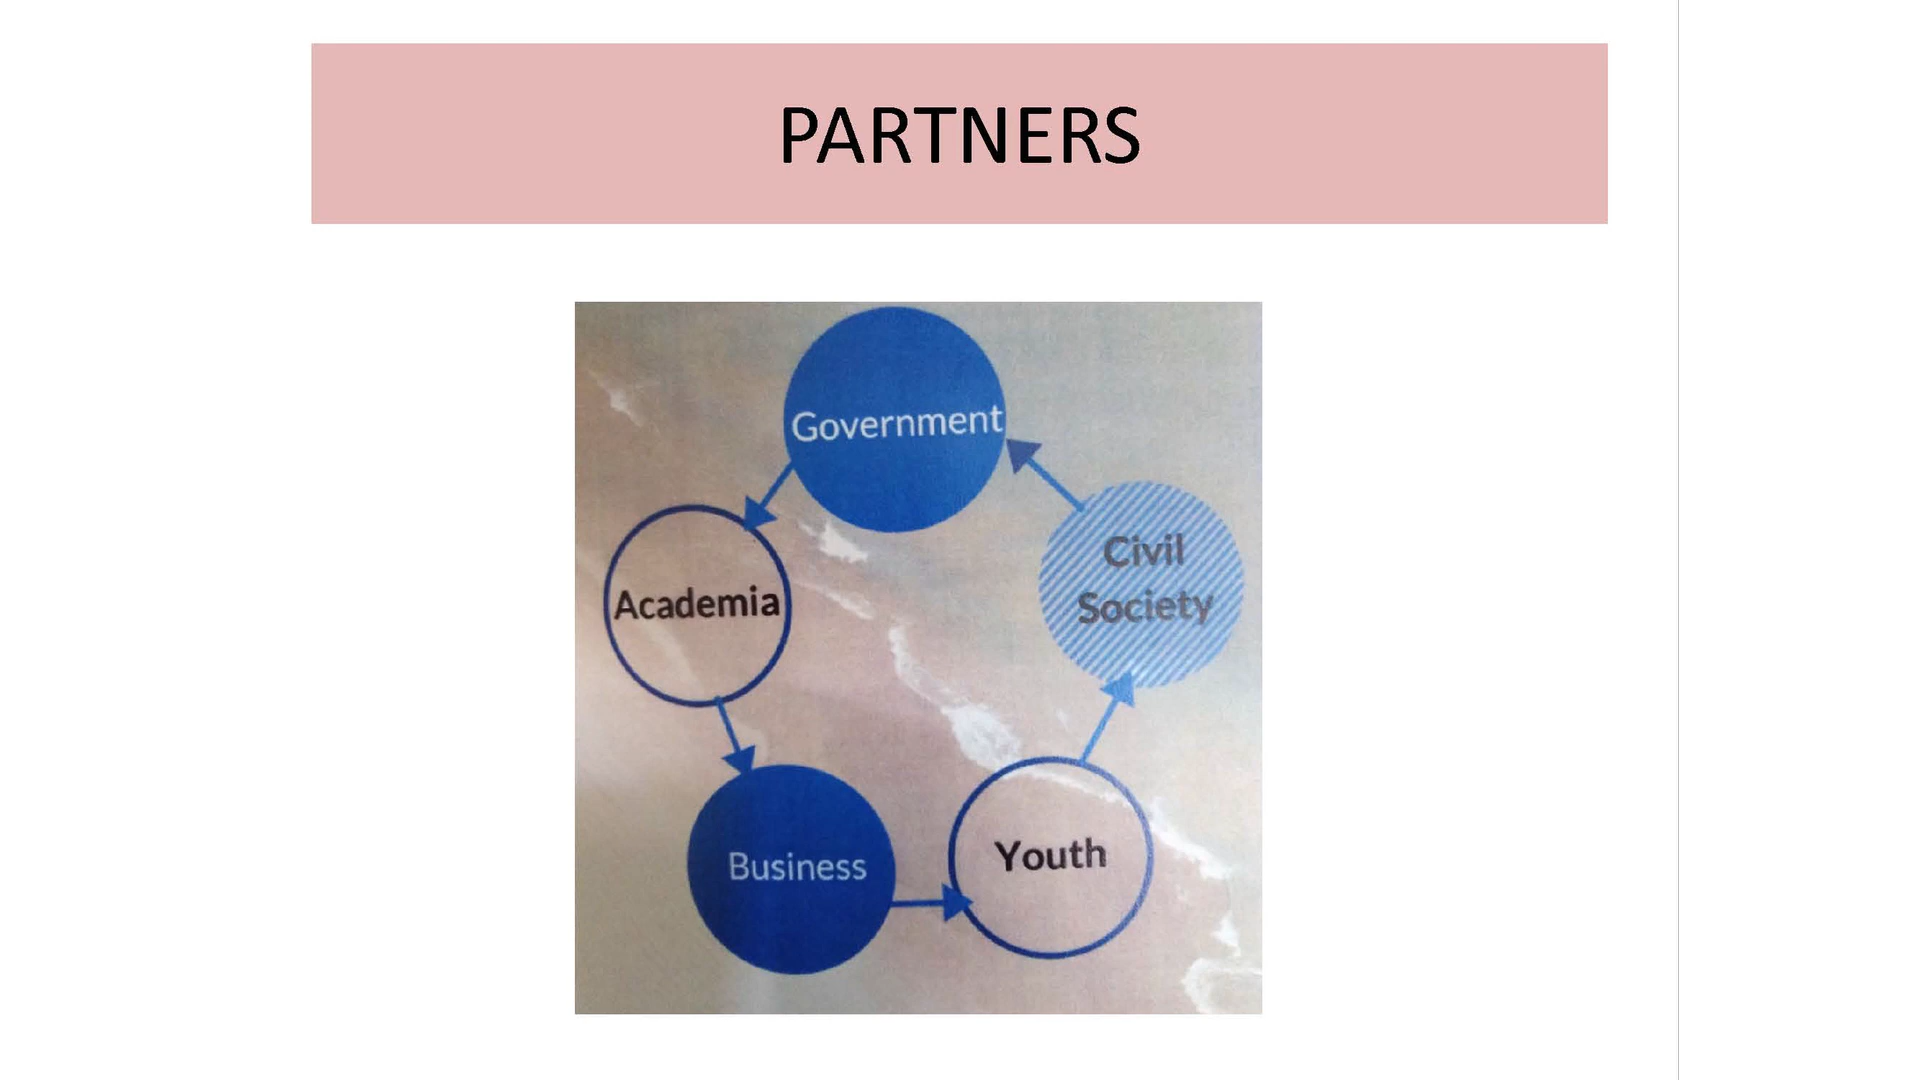 PARTNERS
Government
Civil
Society
Academia
Business
Youth